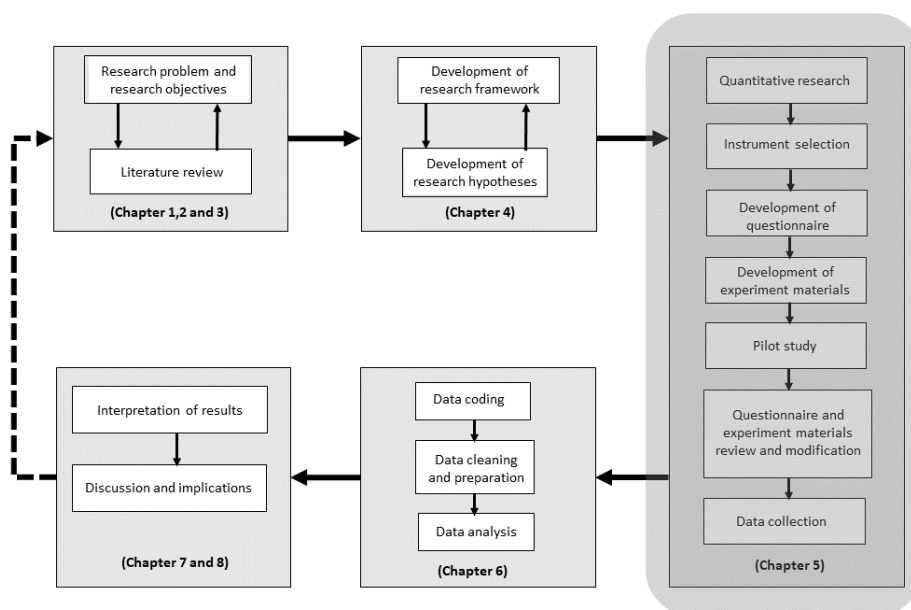 Research problem and
research objectives
Literature review
(Chapter 1,2 and 3)
Development of
research framework
Development of
research hypotheses
(Chapter 4)
Quantitative research
Instrument selection
Development of
questionnaire
Development of
experiment materials
Pilot study
Questionnaire and
experiment materials
review and modification
Data collection
(Chapter 5)
Data coding
Data cleaning
and preparation
Data analysis
(Chapter 6)
Interpretation of results
Discussion and implications
(Chapter 7 and 8)